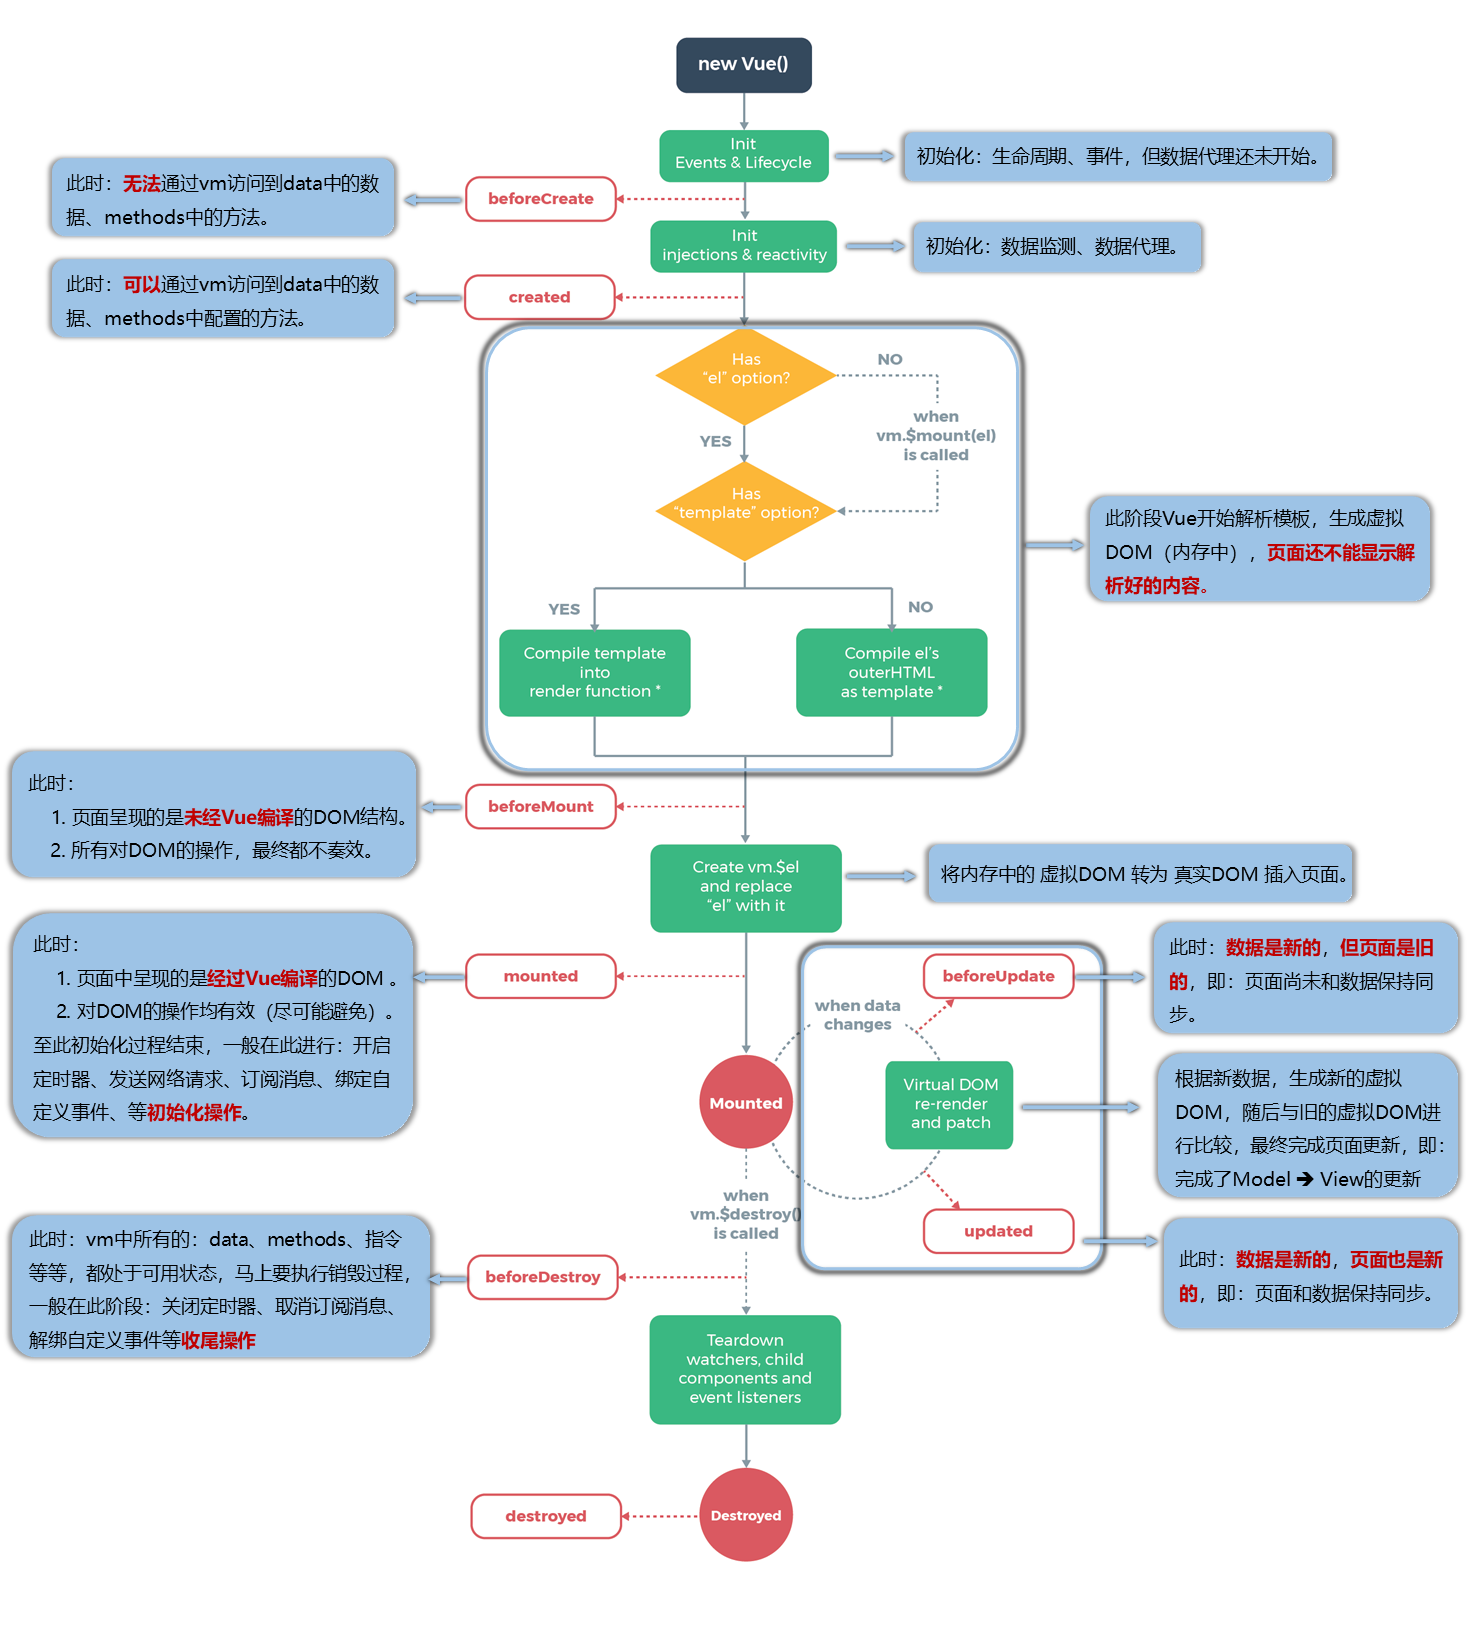 new Vue()
Init
Events & Lifecycle
初始化：生命周期、事件，但数据代理还未开始。
此时：无法通过vm访问到data中的数
据、methods中的方法。
beforeCreate
Init
injections & reactivity
初始化：数据监测、数据代理。
此时：可以通过vm访问到data中的数
据、methods中配置的方法。
created
Has
“el” option?
NO
when
vm.$mount(el)
is called
YES
Has
“template” option?
此阶段Vue开始解析模板，生成虚拟
DOM（内存中），页面还不能显示解
析好的内容。
YES
NO
Compile template
into
render function *
Compile el’s
outerHTML
as template *
此时：
1. 页面呈现的是未经Vue编译的DOM结构。
2. 所有对DOM的操作，最终都不奏效。
beforeMount
Create vm.$el
and replace
“el” with it
将内存中的 虚拟DOM 转为 真实DOM 插入页面。
此时：
1. 页面中呈现的是经过Vue编译的DOM 。
2. 对DOM的操作均有效（尽可能避免）。
至此初始化过程结束，一般在此进行：开启
定时器、发送网络请求、订阅消息、绑定自
定义事件、等初始化操作。
mounted
beforeUpdate
此时：数据是新的，但页面是旧
的，即：页面尚未和数据保持同
步。
when data
changes
Mounted
Virtual DOM
re-render
and patch
根据新数据，生成新的虚拟
DOM，随后与旧的虚拟DOM进
行比较，最终完成页面更新，即：
完成了Model ➔ View的更新
when
vm.$destroy()
is called
updated
此时：数据是新的，页面也是新
的，即：页面和数据保持同步。
此时：vm中所有的：data、methods、指令
等等，都处于可用状态，马上要执行销毁过程，
一般在此阶段：关闭定时器、取消订阅消息、
解绑自定义事件等收尾操作
beforeDestroy
Teardown
watchers, child
components and
event listeners
destroyed
Destroyed